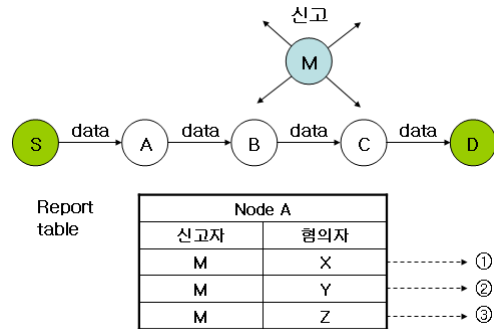 신고
M
data data data data
S A B C D
Report table
Node A
신고자 혐의자
M X ①
M Y ②
M Z ③